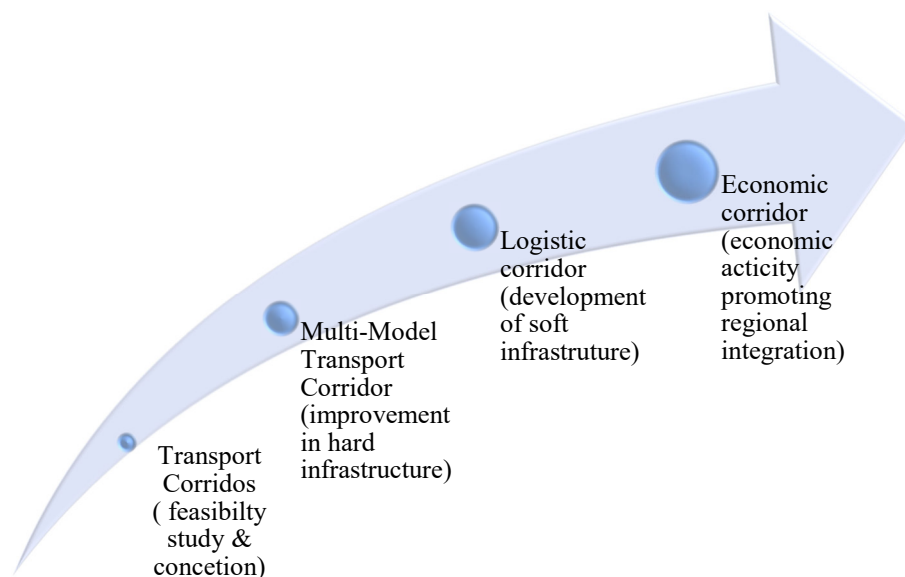 Transport
Corridos
( feasibilty
study &
concetion)
Multi-Model
Transport
Corridor
(improvement
in hard
infrastructure)
Logistic
corridor
(development
of soft
infrastruture)
Economic
corridor
(economic
acticity
promoting
regional
integration)